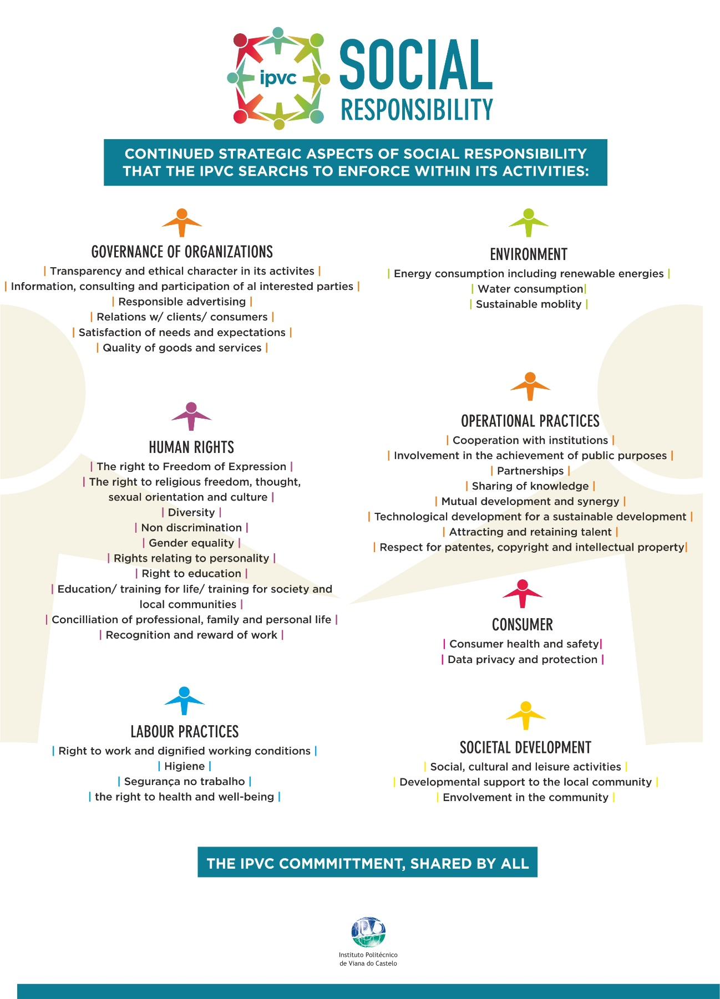 ipvc
SOCIAL
RESPONSIBILITY
CONTINUED STRATEGIC ASPECTS OF SOCIAL RESPONSIBILITY
THAT THE IPVC SEARCHS TO ENFORCE WITHIN ITS ACTIVITIES:
GOVERNANCE OF ORGANIZATIONS
| Transparency and ethical character in its activites |
| Information, consulting and participation of al interested parties |
| Responsible advertising |
| Relations w/ clients/ consumers |
| Satisfaction of needs and expectations |
| Quality of goods and services |
HUMAN RIGHTS
| The right to Freedom of Expression |
| The right to religious freedom, thought,
sexual orientation and culture |
| Diversity |
| Non discrimination |
| Gender equality |
| Rights relating to personality |
| Right to education |
| Education/ training for life/ training for society and
local communities |
| Concilliation of professional, family and personal life |
| Recognition and reward of work |
LABOUR PRACTICES
| Right to work and dignified working conditions |
| Higiene |
| Segurança no trabalho |
| the right to health and well-being |
ENVIRONMENT
| Energy consumption including renewable energies |
| Water consumption|
| Sustainable moblity |
OPERATIONAL PRACTICES
| Cooperation with institutions |
| Involvement in the achievement of public purposes |
| Partnerships |
| Sharing of knowledge |
| Mutual development and synergy |
| Technological development for a sustainable development |
| Attracting and retaining talent |
| Respect for patentes, copyright and intellectual property|
CONSUMER
| Consumer health and safety|
| Data privacy and protection |
SOCIETAL DEVELOPMENT
| Social, cultural and leisure activities |
| Developmental support to the local community |
| Envolvement in the community |
THE IPVC COMMMITTMENT, SHARED BY ALL
IPVC
Instituto Politécnico
de Viana do Castelo